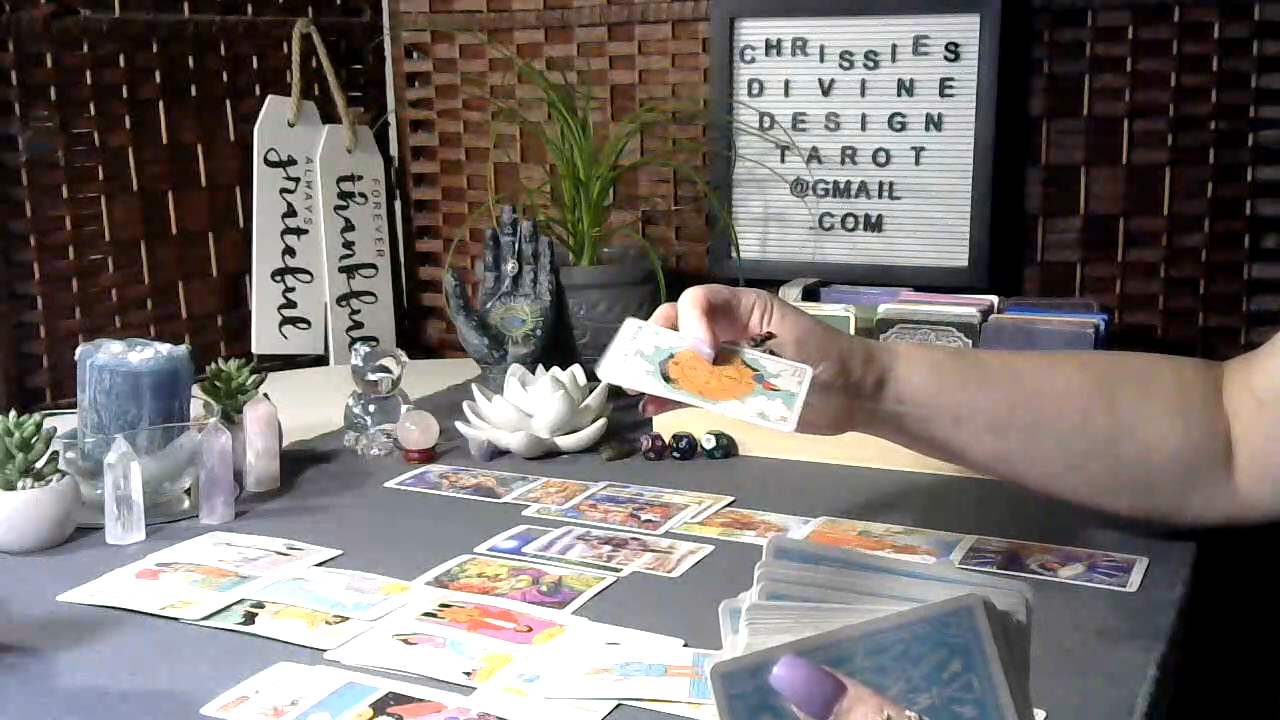 ALWAYS
grateful
FOREVER
thankful
CHRISSIES
DIVINE
DESIGN
TAROT
@GMAIL
.COM